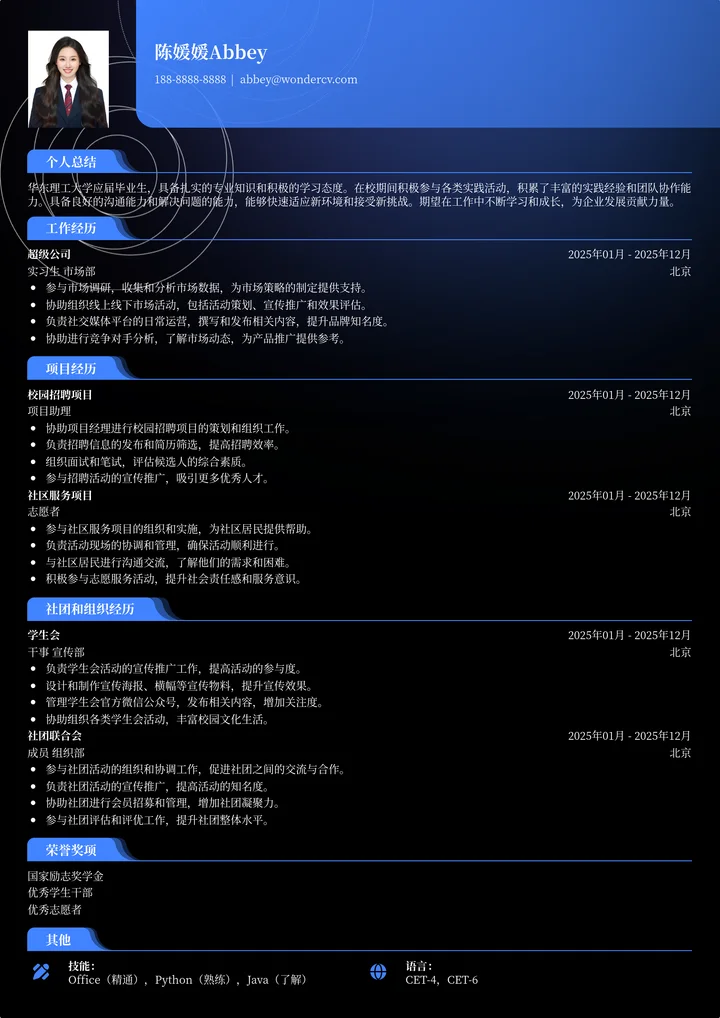 陈媛媛Abbey
188-8888-8888 | abbey@wondercv.com
个人总结
华东理工大学应届毕业生，具备扎实的专业知识和积极的学习态度。在校期间积极参与各类实践活动，积累了丰富的实践经验和团队协作能
力。具备良好的沟通能力和解决问题的能力，能够快速适应新环境和接受新挑战。期望在工作中不断学习和成长，为企业发展贡献力量。
工作经历
超级公司 2025年01月 - 2025年12月
实习生 市场部 北京
• 参与市场调研，收集和分析市场数据，为市场策略的制定提供支持。
• 协助组织线上线下市场活动，包括活动策划、宣传推广和效果评估。
• 负责社交媒体平台的日常运营，撰写和发布相关内容，提升品牌知名度。
• 协助进行竞争对手分析，了解市场动态，为产品推广提供参考。
项目经历
校园招聘项目 2025年01月 - 2025年12月
项目助理 北京
• 协助项目经理进行校园招聘项目的策划和组织工作。
• 负责招聘信息的发布和简历筛选，提高招聘效率。
• 组织面试和笔试，评估候选人的综合素质。
• 参与招聘活动的宣传推广，吸引更多优秀人才。
社区服务项目 2025年01月 - 2025年12月
志愿者 北京
• 参与社区服务项目的组织和实施，为社区居民提供帮助。
• 负责活动现场的协调和管理，确保活动顺利进行。
• 与社区居民进行沟通交流，了解他们的需求和困难。
• 积极参与志愿服务活动，提升社会责任感和服务意识。
社团和组织经历
学生会 2025年01月 - 2025年12月
干事 宣传部 北京
• 负责学生会活动的宣传推广工作，提高活动的参与度。
• 设计和制作宣传海报、横幅等宣传物料，提升宣传效果。
• 管理学生会官方微信公众号，发布相关内容，增加关注度。
• 协助组织各类学生会活动，丰富校园文化生活。
社团联合会 2025年01月 - 2025年12月
成员 组织部 北京
• 参与社团活动的组织和协调工作，促进社团之间的交流与合作。
• 负责社团活动的宣传推广，提高活动的知名度。
• 协助社团进行会员招募和管理，增加社团凝聚力。
• 参与社团评估和评优工作，提升社团整体水平。
荣誉奖项
国家励志奖学金
优秀学生干部
优秀志愿者
其他
技能： 语言：
Office（精通），Python（熟练），Java（了解） CET-4，CET-6